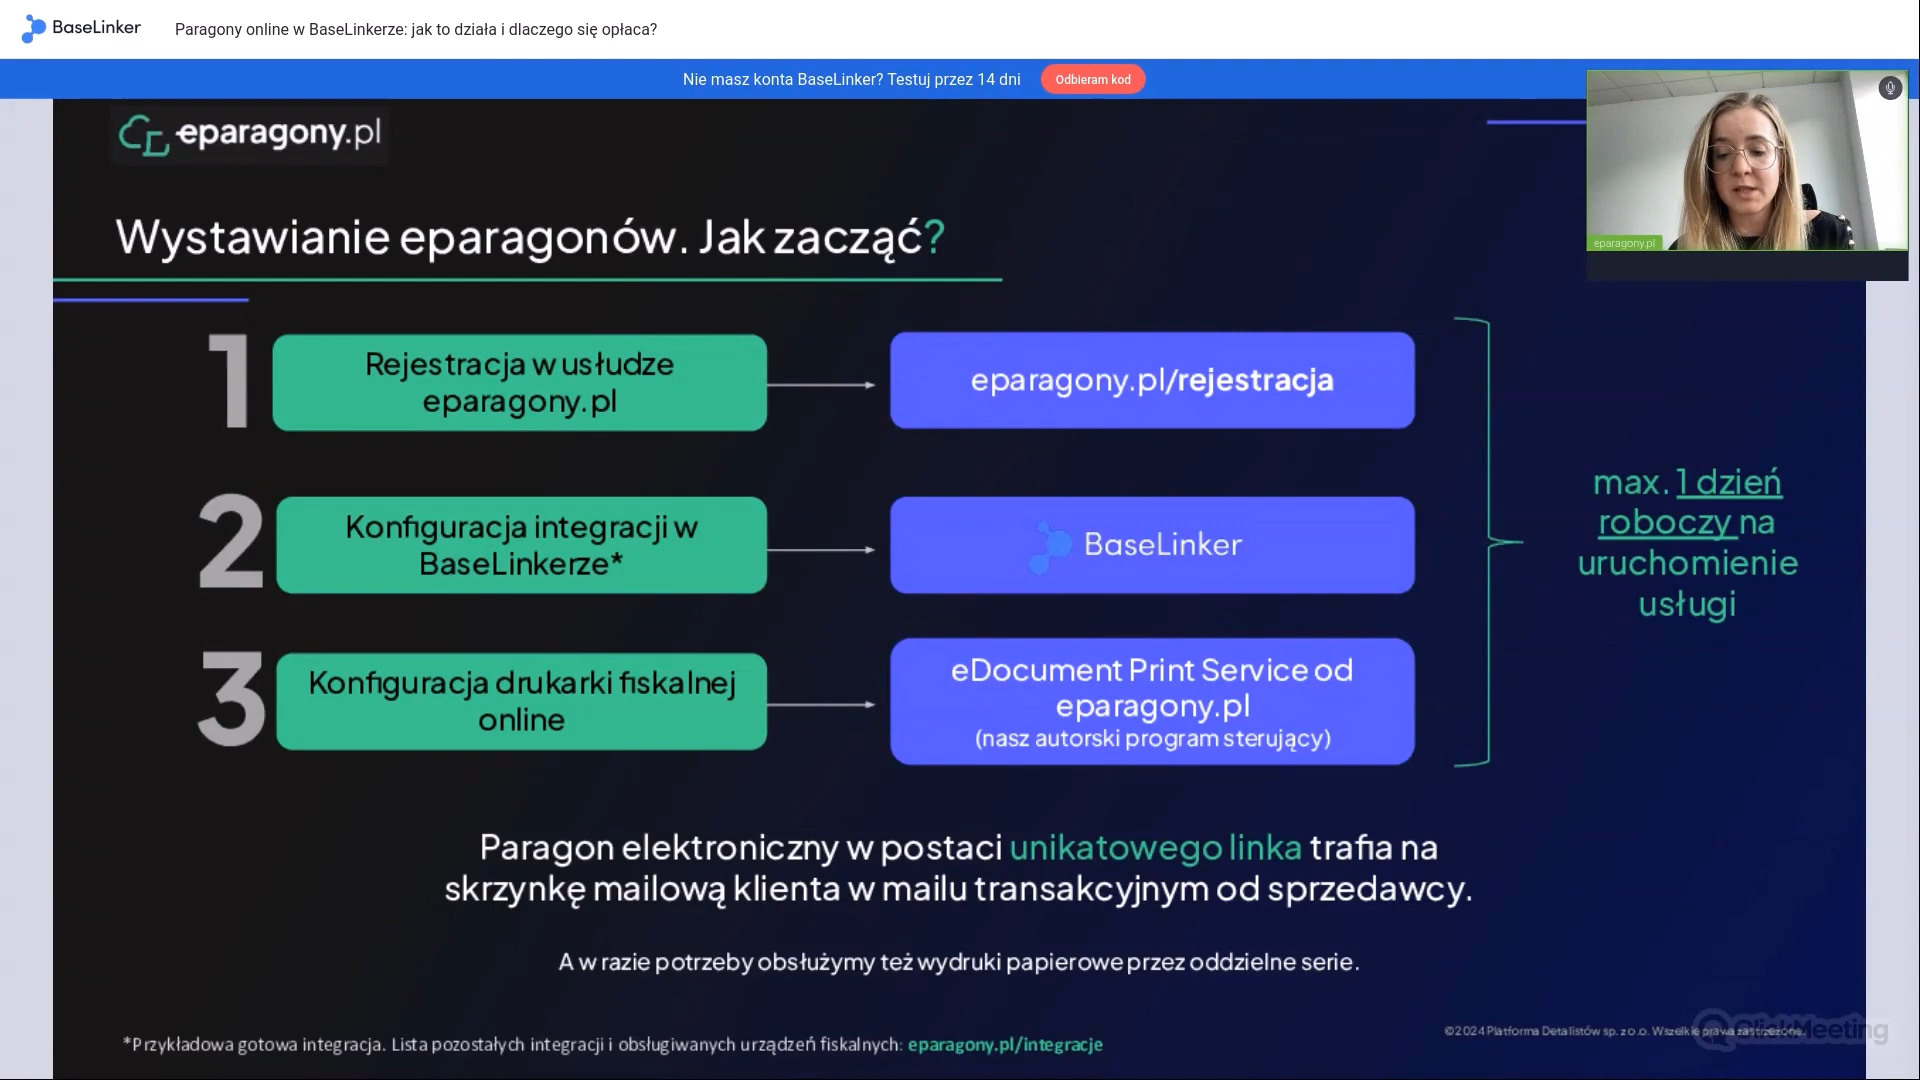 BaseLinker
Paragony online w BaseLinkerze: jak to działa i dlaczego się opłaca?
Nie masz konta BaseLinker? Testuj przez 14 dni
Odbieram kod
eparagony.pl
eparagony.pl
Wystawianie eparagonów. Jak zacząć?
1
Rejestracja w usłudze
eparagony.pl
eparagony.pl/rejestracja
2
Konfiguracja integracji w
BaseLinkerze*
BaseLinker
3
Konfiguracja drukarki fiskalnej
online
eDocument Print Service od
eparagony.pl
(nasz autorski program sterujący)
max. 1 dzień
roboczy na
uruchomienie
usługi
Paragon elektroniczny w postaci unikatowego linka trafia na
skrzynkę mailową klienta w mailu transakcyjnym od sprzedawcy.
A w razie potrzeby obsłużymy też wydruki papierowe przez oddzielne serie.
©2024 Platforma Detalistów sp. z o.o. Wszelkie prawa zastrzeżone.
ClickMeeting
*Przykładowa gotowa integracja. Lista pozostałych integracji i obsługiwanych urządzeń fiskalnych: eparagony.pl/integracje